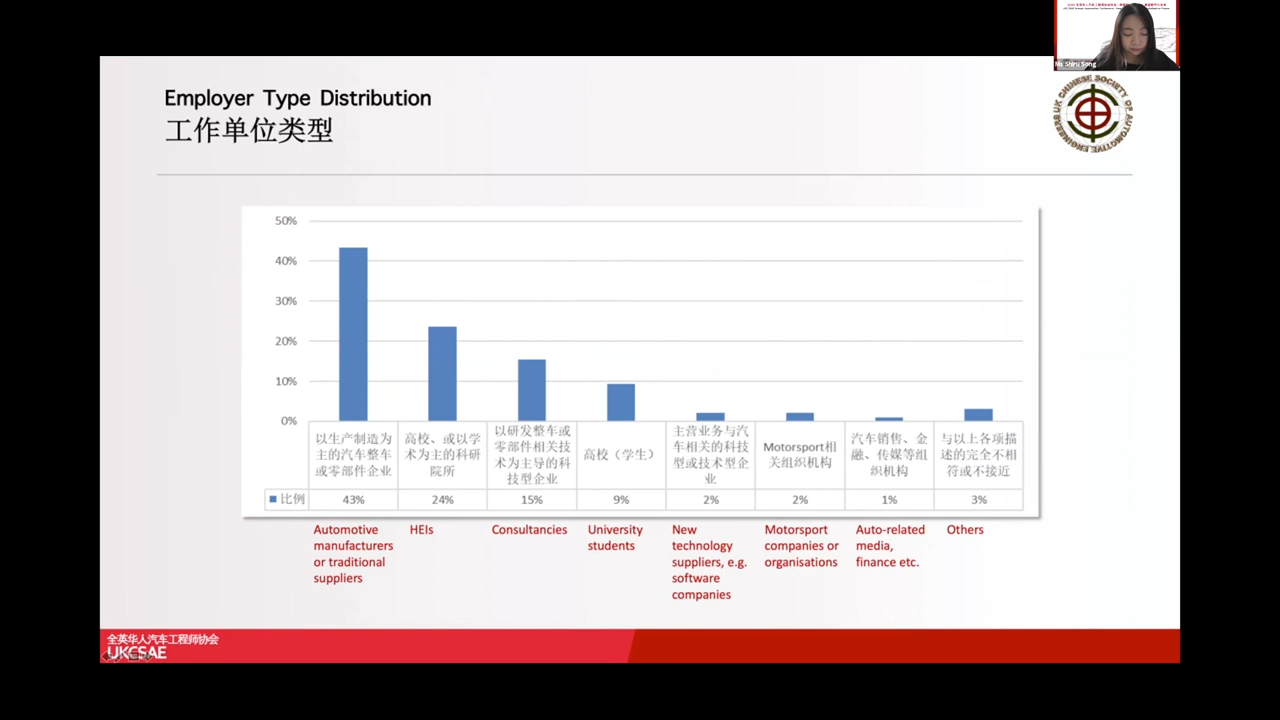 Ms Shiru Song
UK CHINESE SOCIETY OF AUTOMOTIVE ENGINEERS
Employer Type Distribution
工作单位类型
50%
40%
30%
20%
10%
0%
以生产制造为
主的汽车整车
或零部件企业
高校、或以学
术为主的科研
院所
以研发整车或
零部件相关技
术为主导的科
技型企业
高校（学生）
主营业务与汽
车相关的科技
型或技术型企
业
Motorsport相
关组织机构
汽车销售、金
融、传媒等组
织机构
与以上各项描
述的完全不相
符或不接近
比例 43% 24% 15% 9% 2% 2% 1% 3%
Automotive
manufacturers
or traditional
suppliers
HEIs
Consultancies
University
students
New
technology
suppliers, e.g.
software
companies
Motorsport
companies or
organisations
Auto-related
media,
finance etc.
Others
全英华人汽车工程师协会
UKCSAE